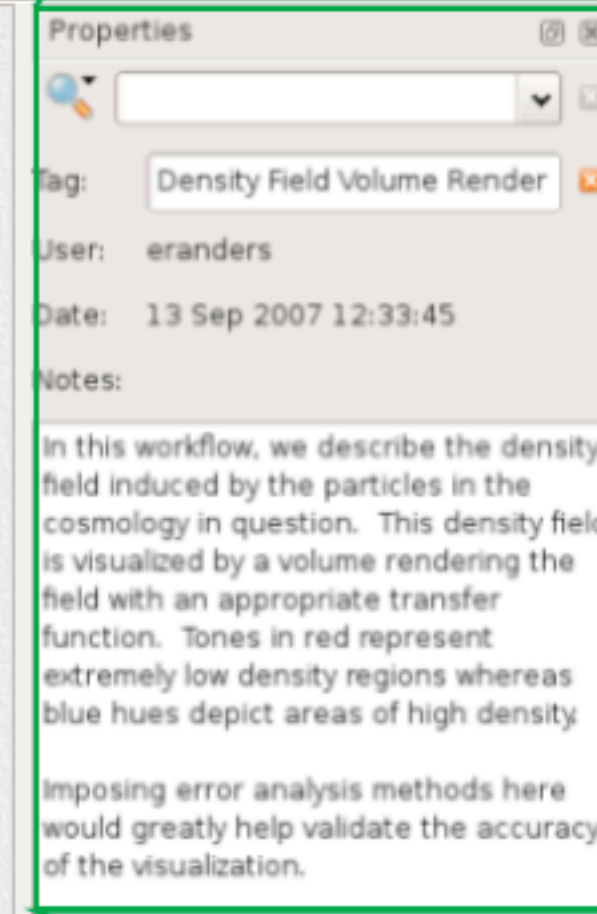 Properties
Tag: Density Field Volume Render
User: eranders
Date: 13 Sep 2007 12:33:45
Notes:
In this workflow, we describe the density
field induced by the particles in the
cosmology in question. This density field
is visualized by a volume rendering the
field with an appropriate transfer
function. Tones in red represent
extremely low density regions whereas
blue hues depict areas of high density.
Imposing error analysis methods here
would greatly help validate the accuracy
of the visualization.